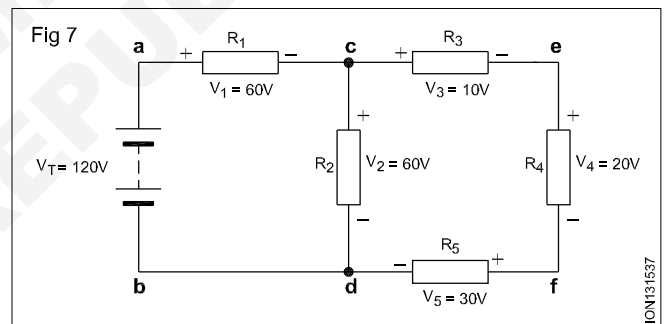 Fig 7
a
R1
c
R3
e
+
−
+
−
V1 = 60V
V3 = 10V
+
+
VT = 120V
R2
V2 = 60V
R4
V4 = 20V
−
−
R5
−
+
b
d
V5 = 30V
f
ION131537